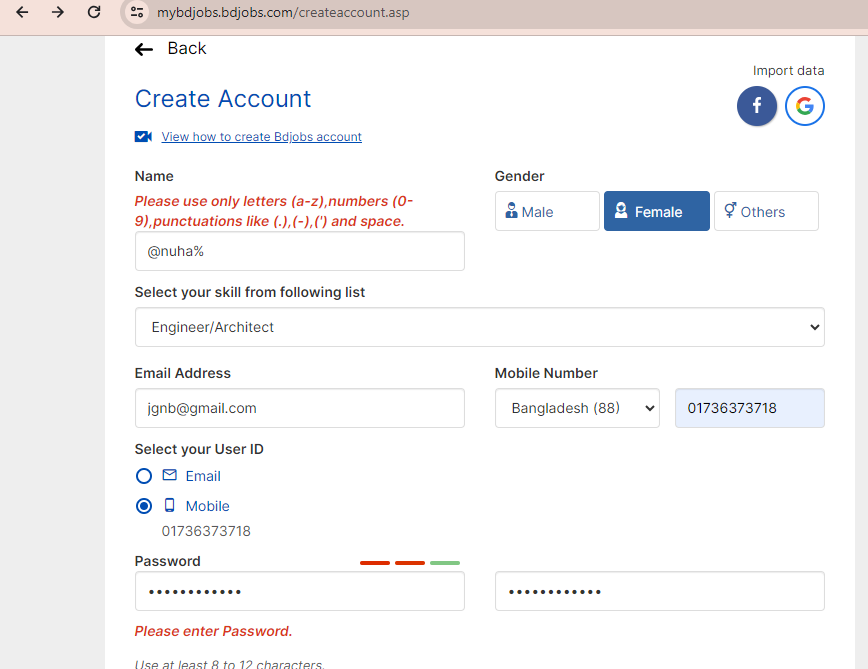 mybdjobs.bdjobs.com/createaccount.asp
Back
Import data
Create Account
f G
View how to create Bdjobs account
Name
Gender
Please use only letters (a-z),numbers (0-
9),punctuations like (.),(-),(') and space.
Male Female Others
@nuha%
Select your skill from following list
Engineer/Architect
Email Address
Mobile Number
jgnb@gmail.com
Bangladesh (88) 01736373718
Select your User ID
Email
Mobile
01736373718
Password
•••••••••••• ••••••••••••
Please enter Password.
Use at least 8 to 12 characters.